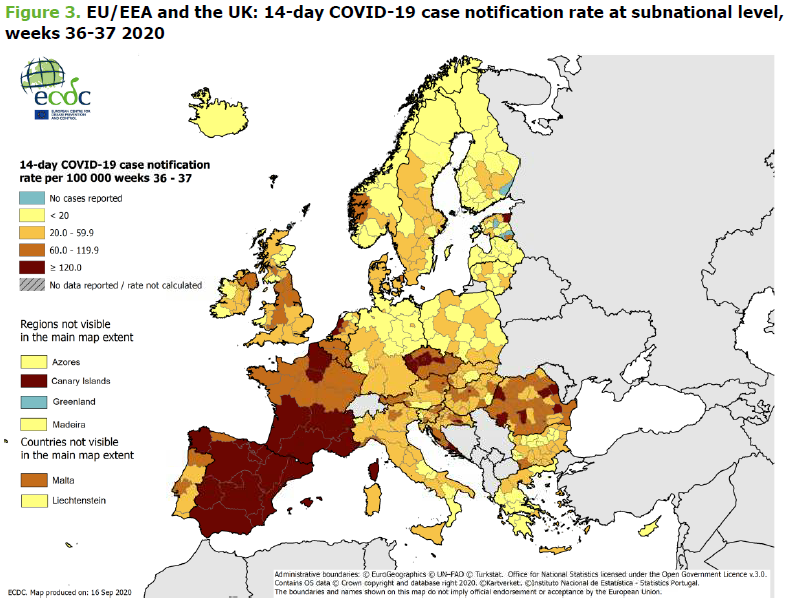 Figure 3. EU/EEA and the UK: 14-day COVID-19 case notification rate at subnational level,
weeks 36-37 2020
ecdc
EUROPEAN CENTRE FOR
DISEASE PREVENTION
AND CONTROL
14-day COVID-19 case notification
rate per 100 000 weeks 36 - 37
No cases reported
< 20
20.0 - 59.9
60.0 - 119.9
≥ 120.0
No data reported / rate not calculated
Regions not visible
in the main map extent
Azores
Canary Islands
Greenland
Madeira
Countries not visible
in the main map extent
Malta
Liechtenstein
Administrative boundaries: © EuroGeographics © UN-FAO © Turkstat. Office for National Statistics licensed under the Open Government Licence v.3.0.
Contains OS data © Crown copyright and database right 2020. ©Kartverket. ©Instituto Nacional de Estatística - Statistics Portugal.
The boundaries and names shown on this map do not imply official endorsement or acceptance by the European Union.
ECDC. Map produced on: 16 Sep 2020